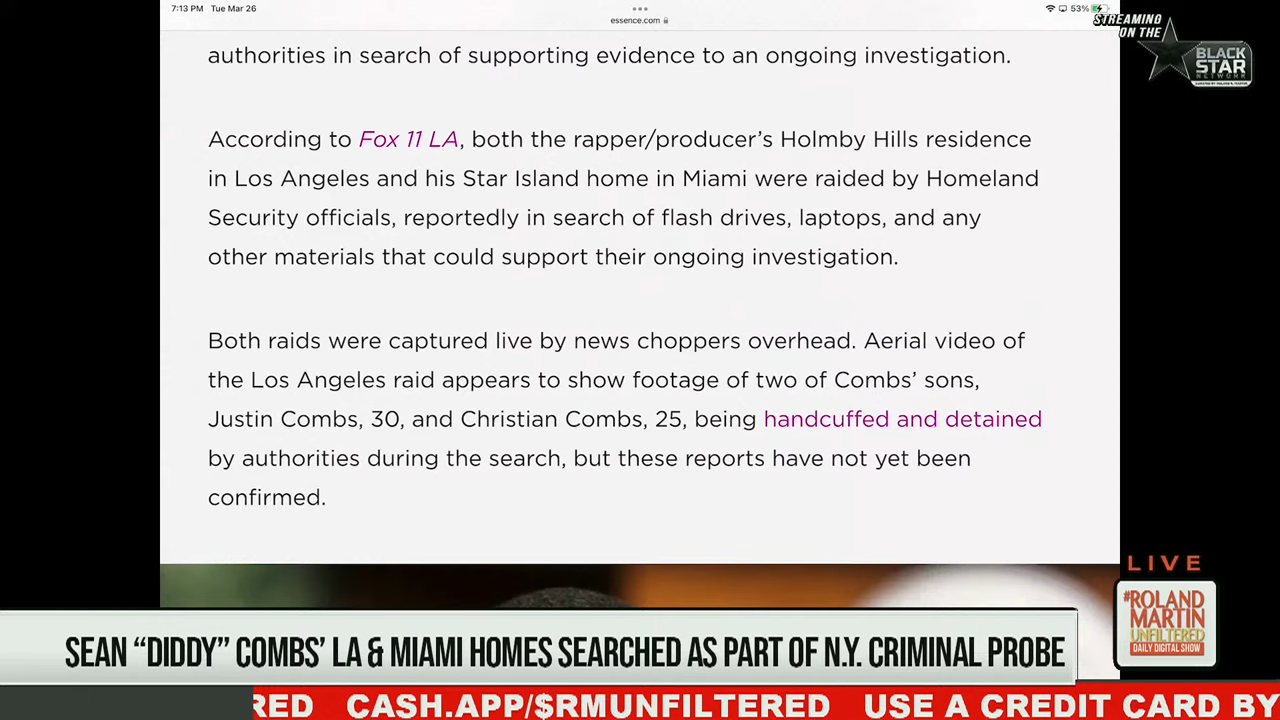 7:13 PM Tue Mar 26
essence.com
53%
STREAMING
ON THE
BLACK
STAR
NETWORK
authorities in search of supporting evidence to an ongoing investigation.
According to Fox 11 LA, both the rapper/producer’s Holmby Hills residence
in Los Angeles and his Star Island home in Miami were raided by Homeland
Security officials, reportedly in search of flash drives, laptops, and any
other materials that could support their ongoing investigation.
Both raids were captured live by news choppers overhead. Aerial video of
the Los Angeles raid appears to show footage of two of Combs’ sons,
Justin Combs, 30, and Christian Combs, 25, being handcuffed and detained
by authorities during the search, but these reports have not yet been
confirmed.
LIVE
#ROLAND
MARTIN
UNFILTERED
DAILY DIGITAL SHOW
SEAN “DIDDY” COMBS’ LA & MIAMI HOMES SEARCHED AS PART OF N.Y. CRIMINAL PROBE
RED CASH.APP/$RMUNFILTERED USE A CREDIT CARD BY